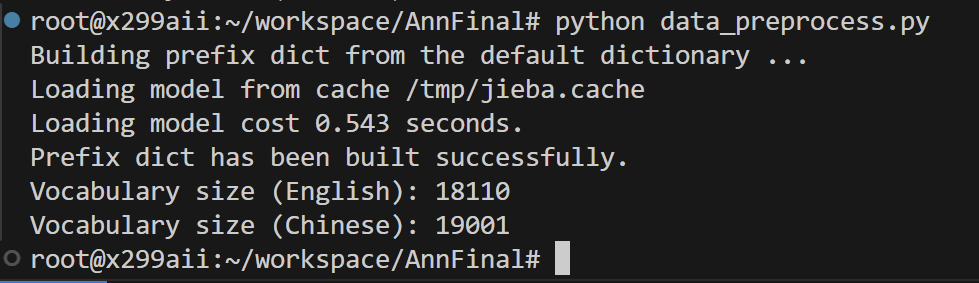 root@x299aii:~/workspace/AnnFinal# python data_preprocess.py
Building prefix dict from the default dictionary ...
Loading model from cache /tmp/jieba.cache
Loading model cost 0.543 seconds.
Prefix dict has been built successfully.
Vocabulary size (English): 18110
Vocabulary size (Chinese): 19001
root@x299aii:~/workspace/AnnFinal#